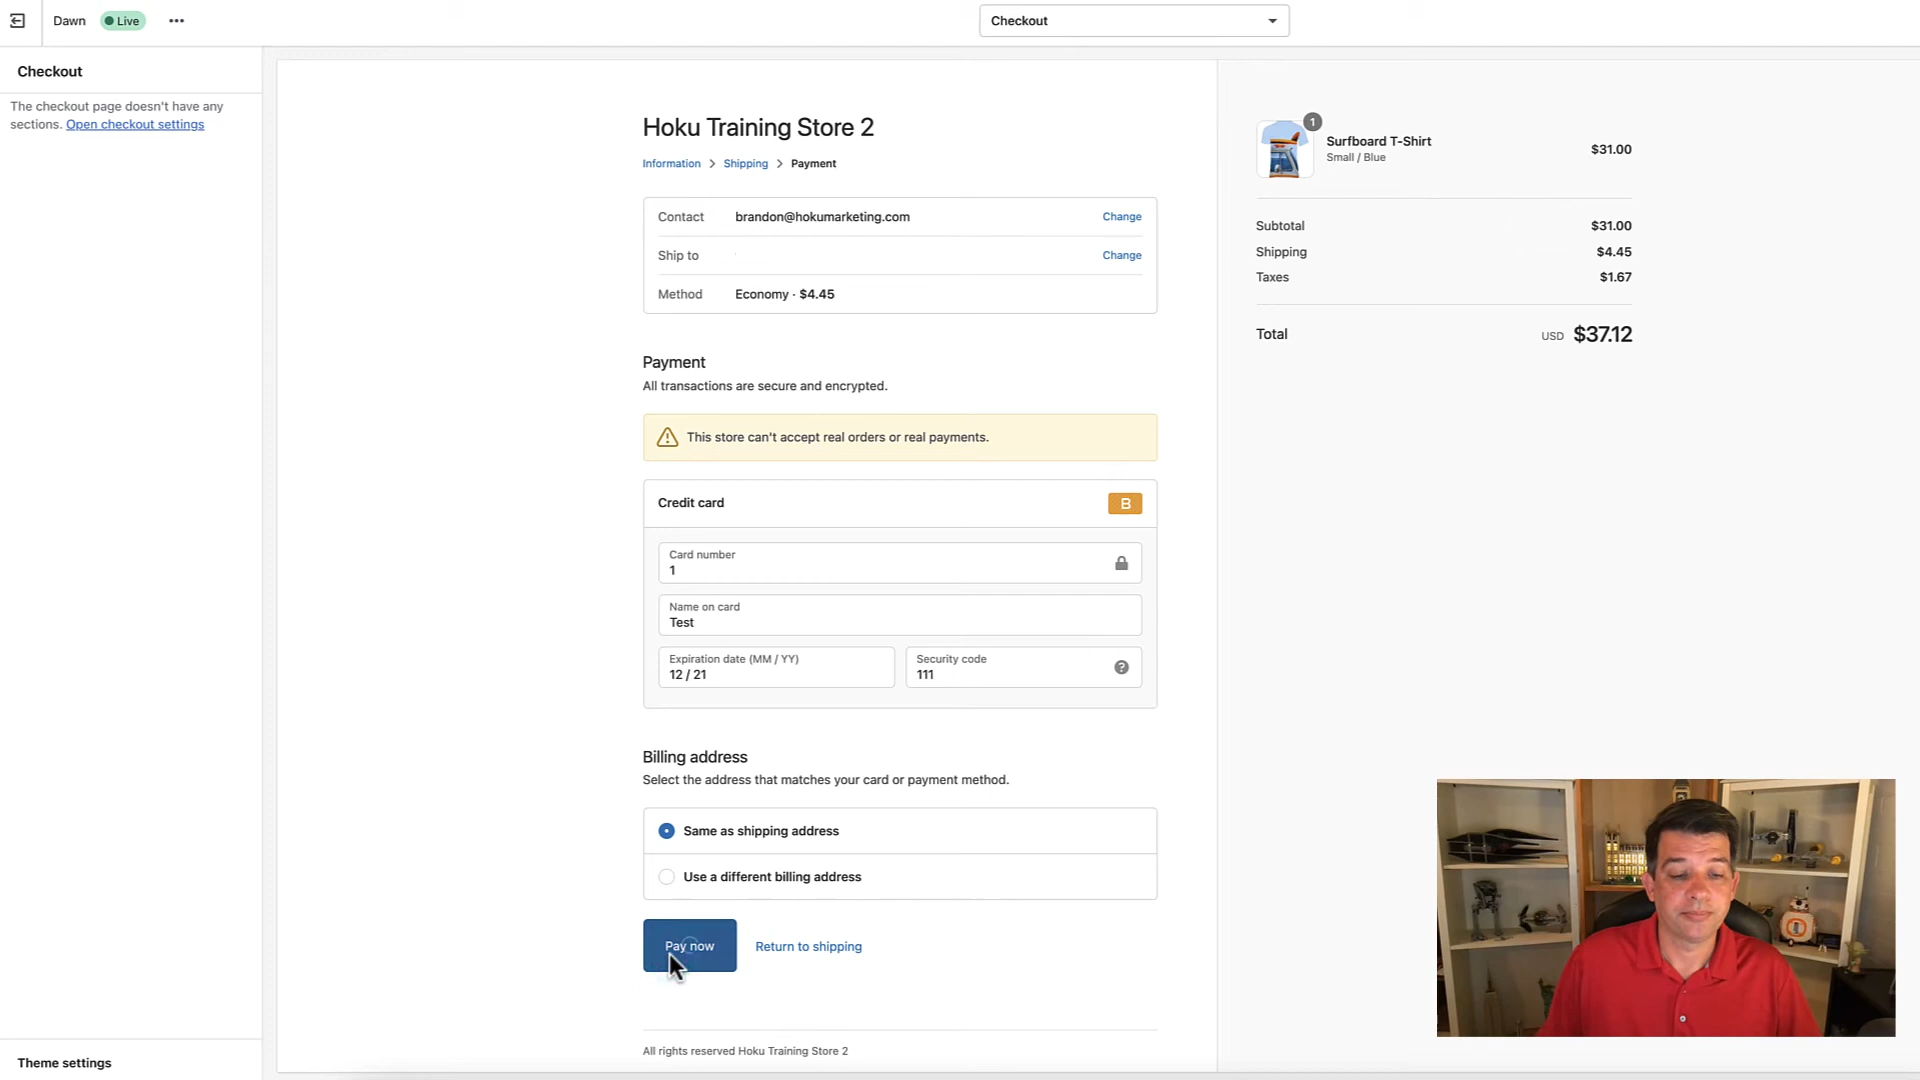 Dawn
Live
Checkout
Checkout
The checkout page doesn't have any
sections. Open checkout settings
Hoku Training Store 2
Information > Shipping > Payment
Contact brandon@hokumarketing.com Change
Ship to Change
Method Economy · $4.45
Payment
All transactions are secure and encrypted.
This store can't accept real orders or real payments.
Credit card B
Card number
1
Name on card
Test
Expiration date (MM / YY)
12 / 21
Security code
111
Billing address
Select the address that matches your card or payment method.
Same as shipping address
Use a different billing address
Pay now Return to shipping
All rights reserved Hoku Training Store 2
1
Surfboard T-Shirt $31.00
Small / Blue
Subtotal $31.00
Shipping $4.45
Taxes $1.67
Total USD $37.12
Theme settings